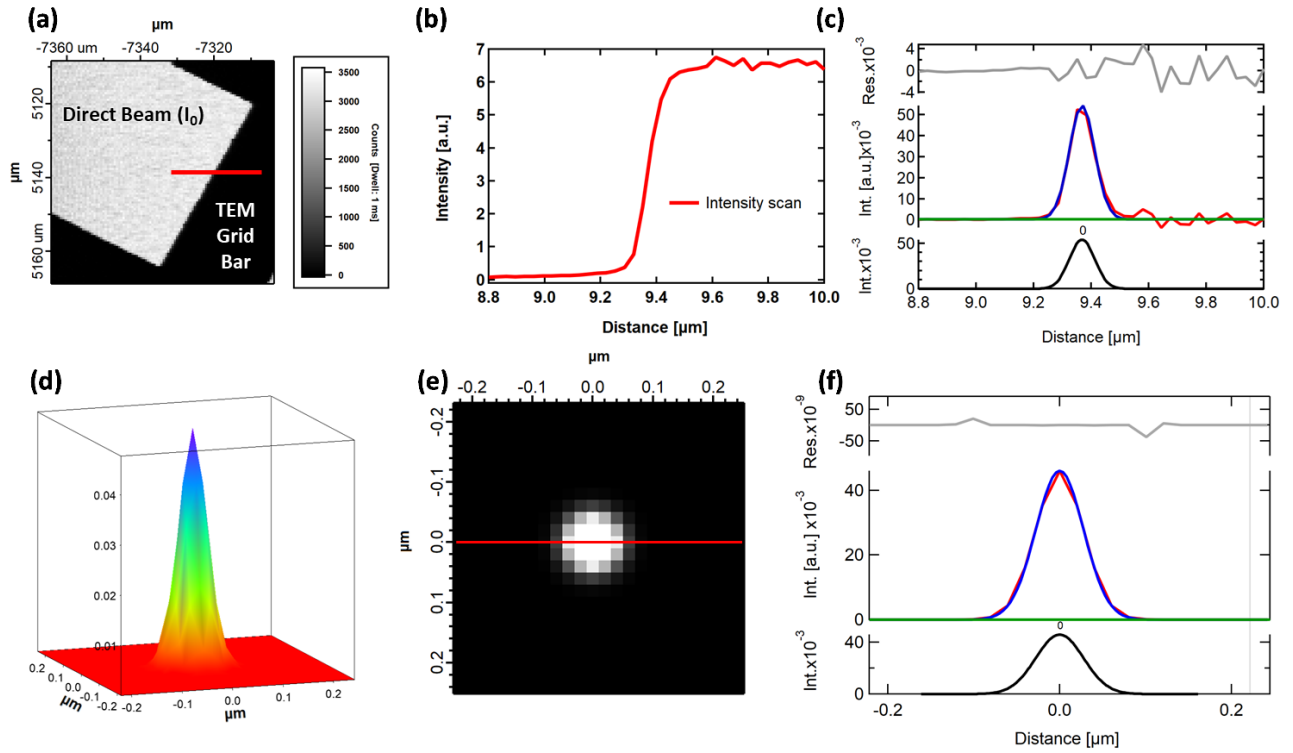 (a)
µm
-7360 um
-7340
-7320
5120
5140
5160 um
µm
Direct Beam (I₀)
TEM
Grid
Bar
3500
3000
2500
2000
1500
1000
500
0
Counts [Dwell: 1 ms]
(b)
7
6
5
4
3
2
1
0
Intensity [a.u.]
Intensity scan
8.8
9.0
9.2
9.4
9.6
9.8
10.0
Distance [µm]
(c)
4
0
-4
Res.x10⁻³
50
40
30
20
10
0
Int. [a.u.]x10⁻³
0
50
0
Int.x10⁻³
8.8
9.0
9.2
9.4
9.6
9.8
10.0
Distance [µm]
(d)
0.04
0.03
0.02
0.01
0.2
0.1
0.0
-0.1
-0.2
µm
-0.2
-0.1
0.0
0.1
0.2
µm
(e)
µm
-0.2
-0.1
0.0
0.1
0.2
-0.2
-0.1
0.0
0.1
0.2
µm
(f)
50
-50
Res.x10⁻⁹
40
20
0
Int. [a.u.] x10⁻³
0
40
0
Int.x10⁻³
-0.2
0.0
0.2
Distance [µm]